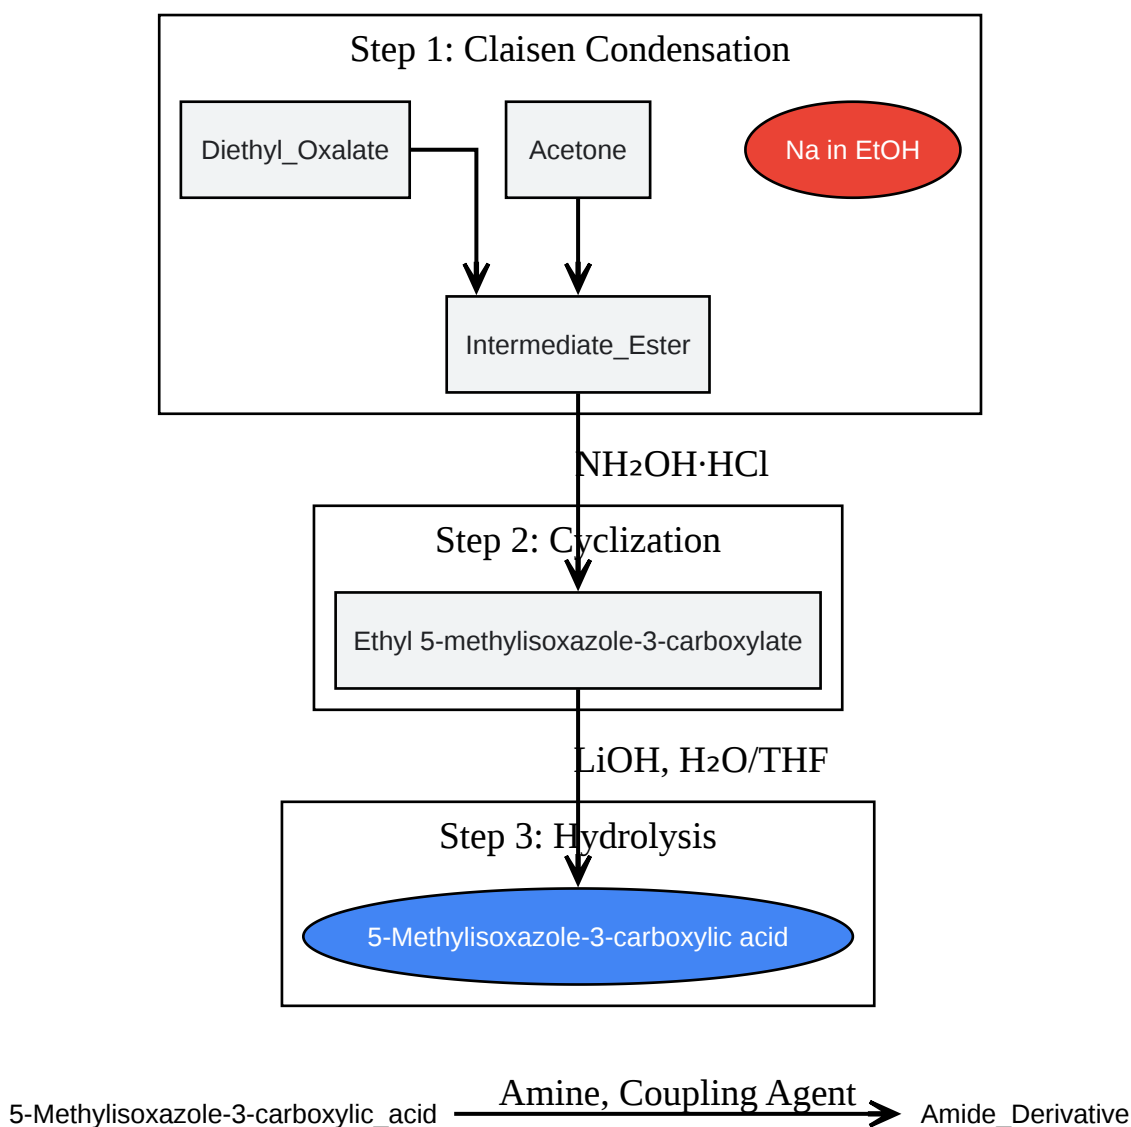 Step 1: Claisen Condensation
Diethyl_Oxalate
Acetone
Na in EtOH
Intermediate_Ester
NH₂OH·HCl
Step 2: Cyclization
Ethyl 5-methylisoxazole-3-carboxylate
LiOH, H₂O/THF
Step 3: Hydrolysis
5-Methylisoxazole-3-carboxylic acid
Amine, Coupling Agent
5-Methylisoxazole-3-carboxylic_acid
Amide_Derivative